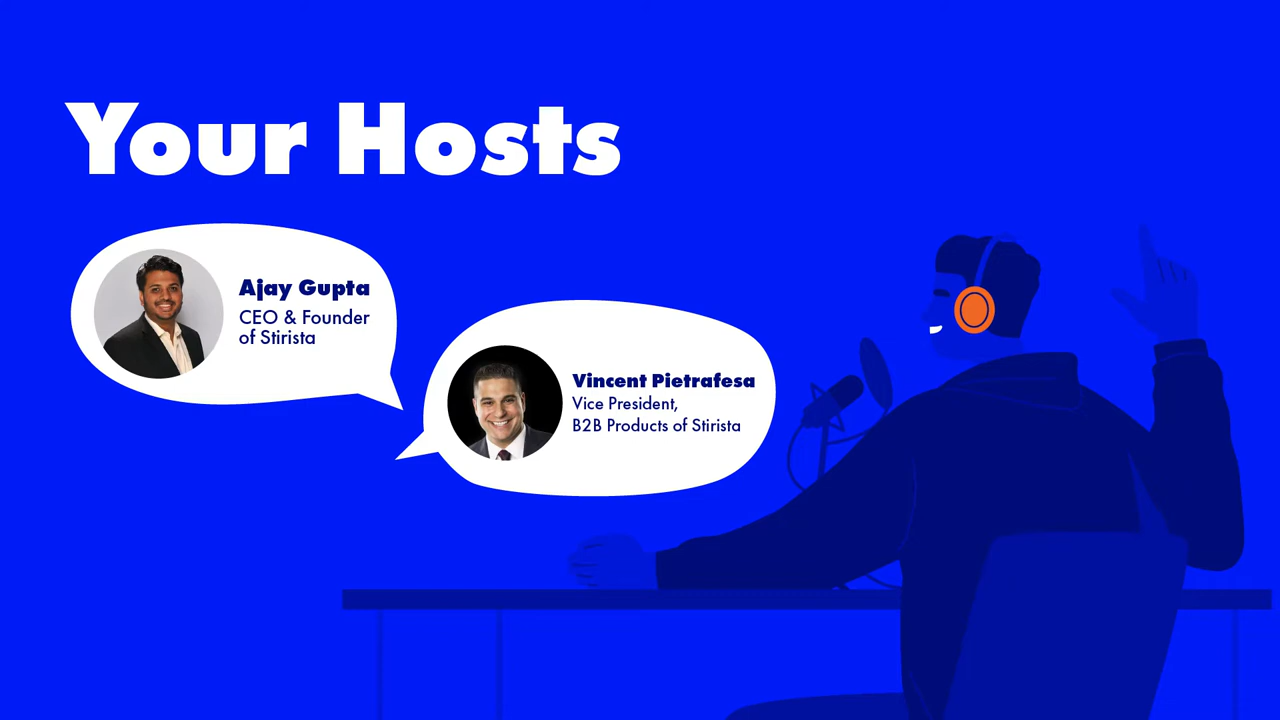 Your Hosts
Ajay Gupta
CEO & Founder
of Stirista
Vincent Pietrafesa
Vice President,
B2B Products of Stirista